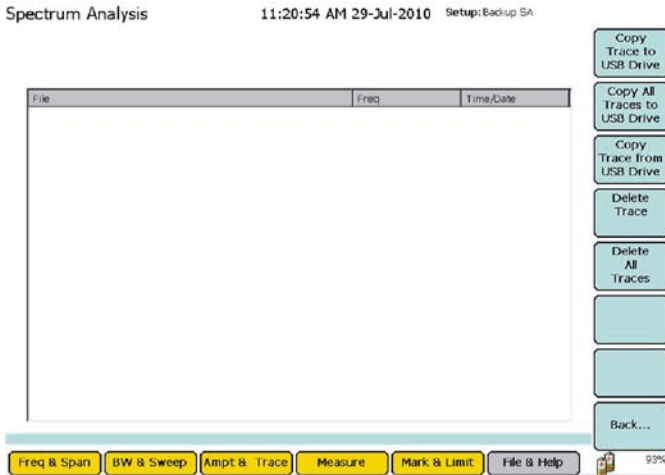 Spectrum Analysis
11:20:54 AM 29-Jul-2010
Setup: Backup SA
File
Freq
Time/Date
Copy
Trace to
USB Drive
Copy All
Traces to
USB Drive
Copy
Trace from
USB Drive
Delete
Trace
Delete
All
Traces
Back...
Freq & Span
BW & Sweep
Ampt & Trace
Measure
Mark & Limit
File & Help
93%